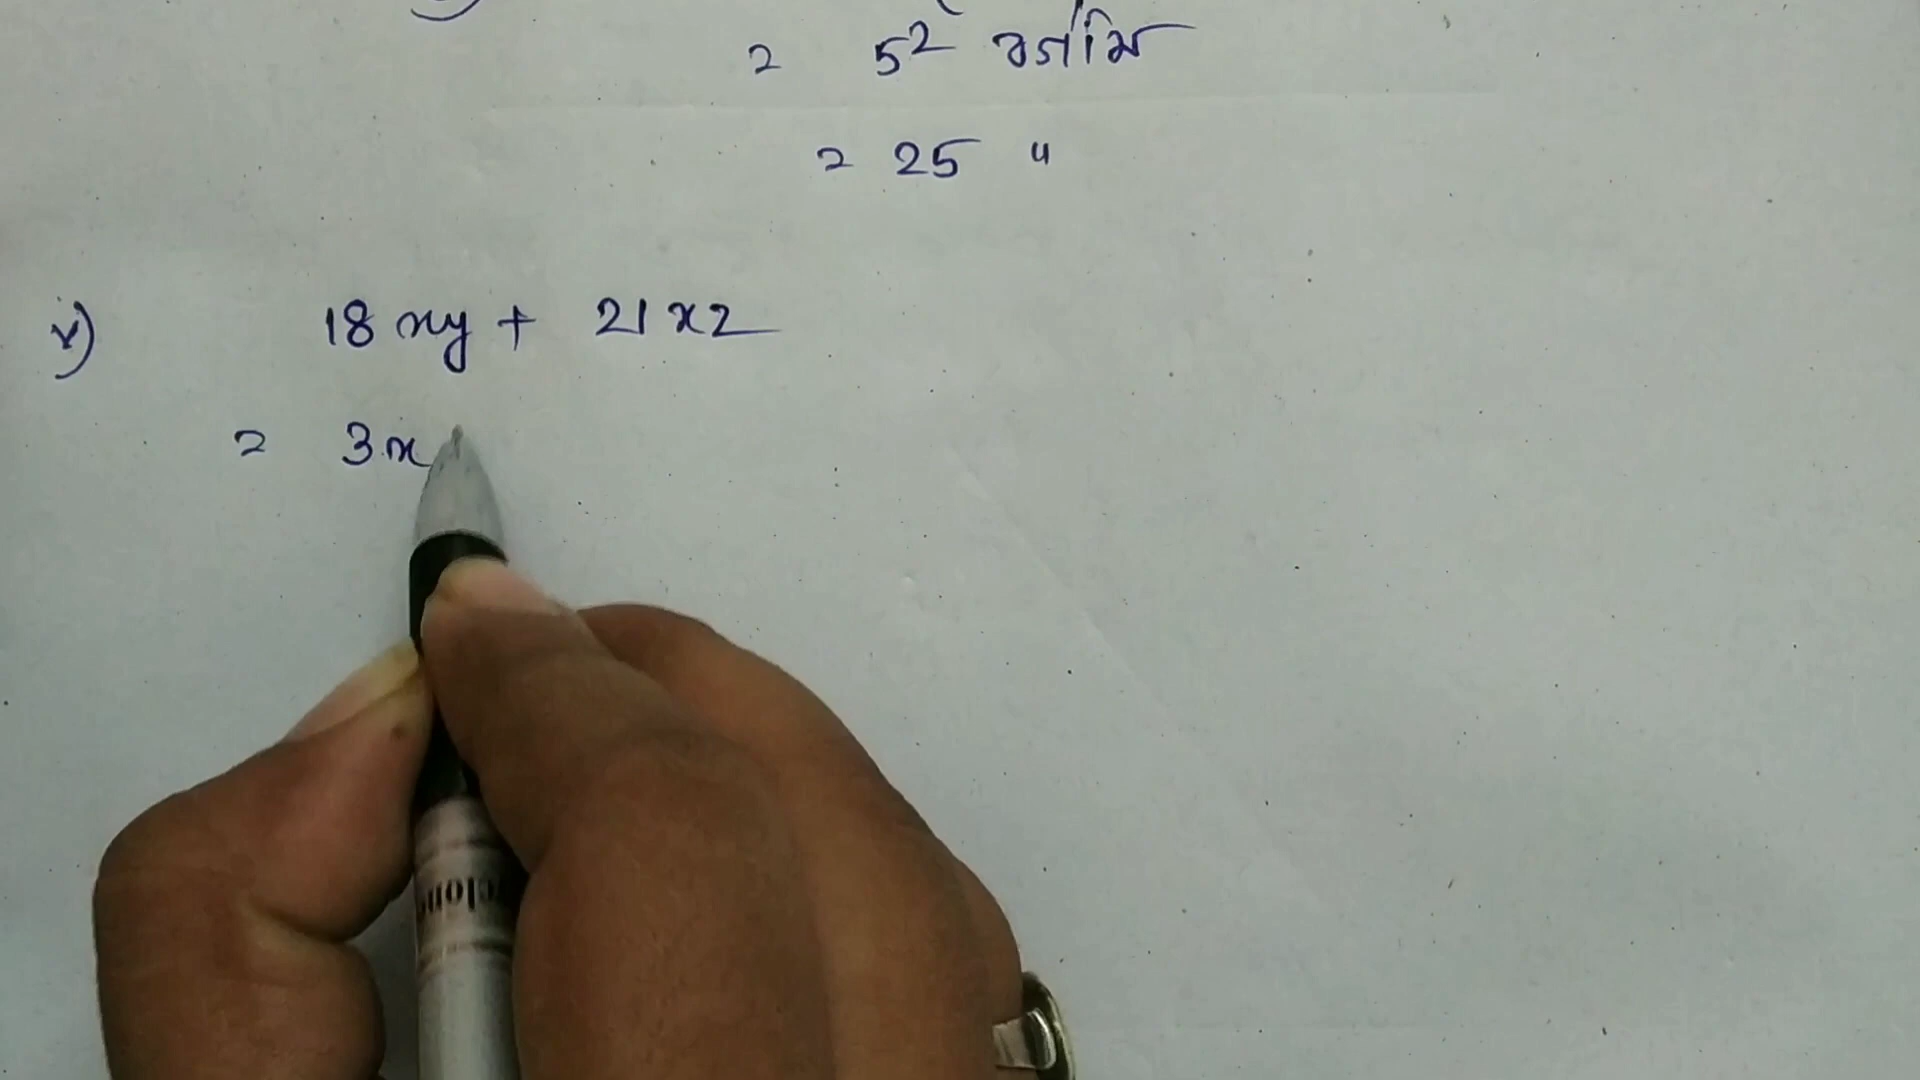 = 5² বর্গমি
= 25 "
v) 18xy + 21xz
= 3x